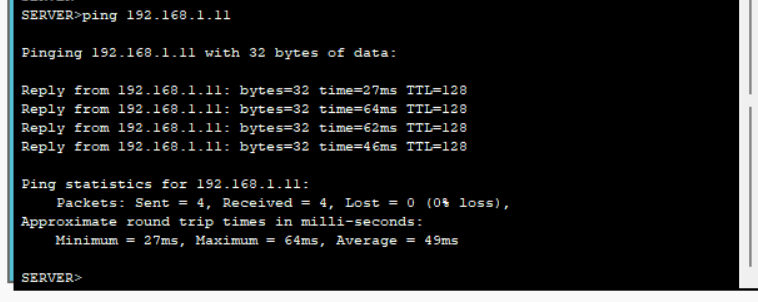 SERVER>ping 192.168.1.11
Pinging 192.168.1.11 with 32 bytes of data:
Reply from 192.168.1.11: bytes=32 time=27ms TTL=128
Reply from 192.168.1.11: bytes=32 time=64ms TTL=128
Reply from 192.168.1.11: bytes=32 time=62ms TTL=128
Reply from 192.168.1.11: bytes=32 time=46ms TTL=128
Ping statistics for 192.168.1.11:
Packets: Sent = 4, Received = 4, Lost = 0 (0% loss),
Approximate round trip times in milli-seconds:
Minimum = 27ms, Maximum = 64ms, Average = 49ms
SERVER>